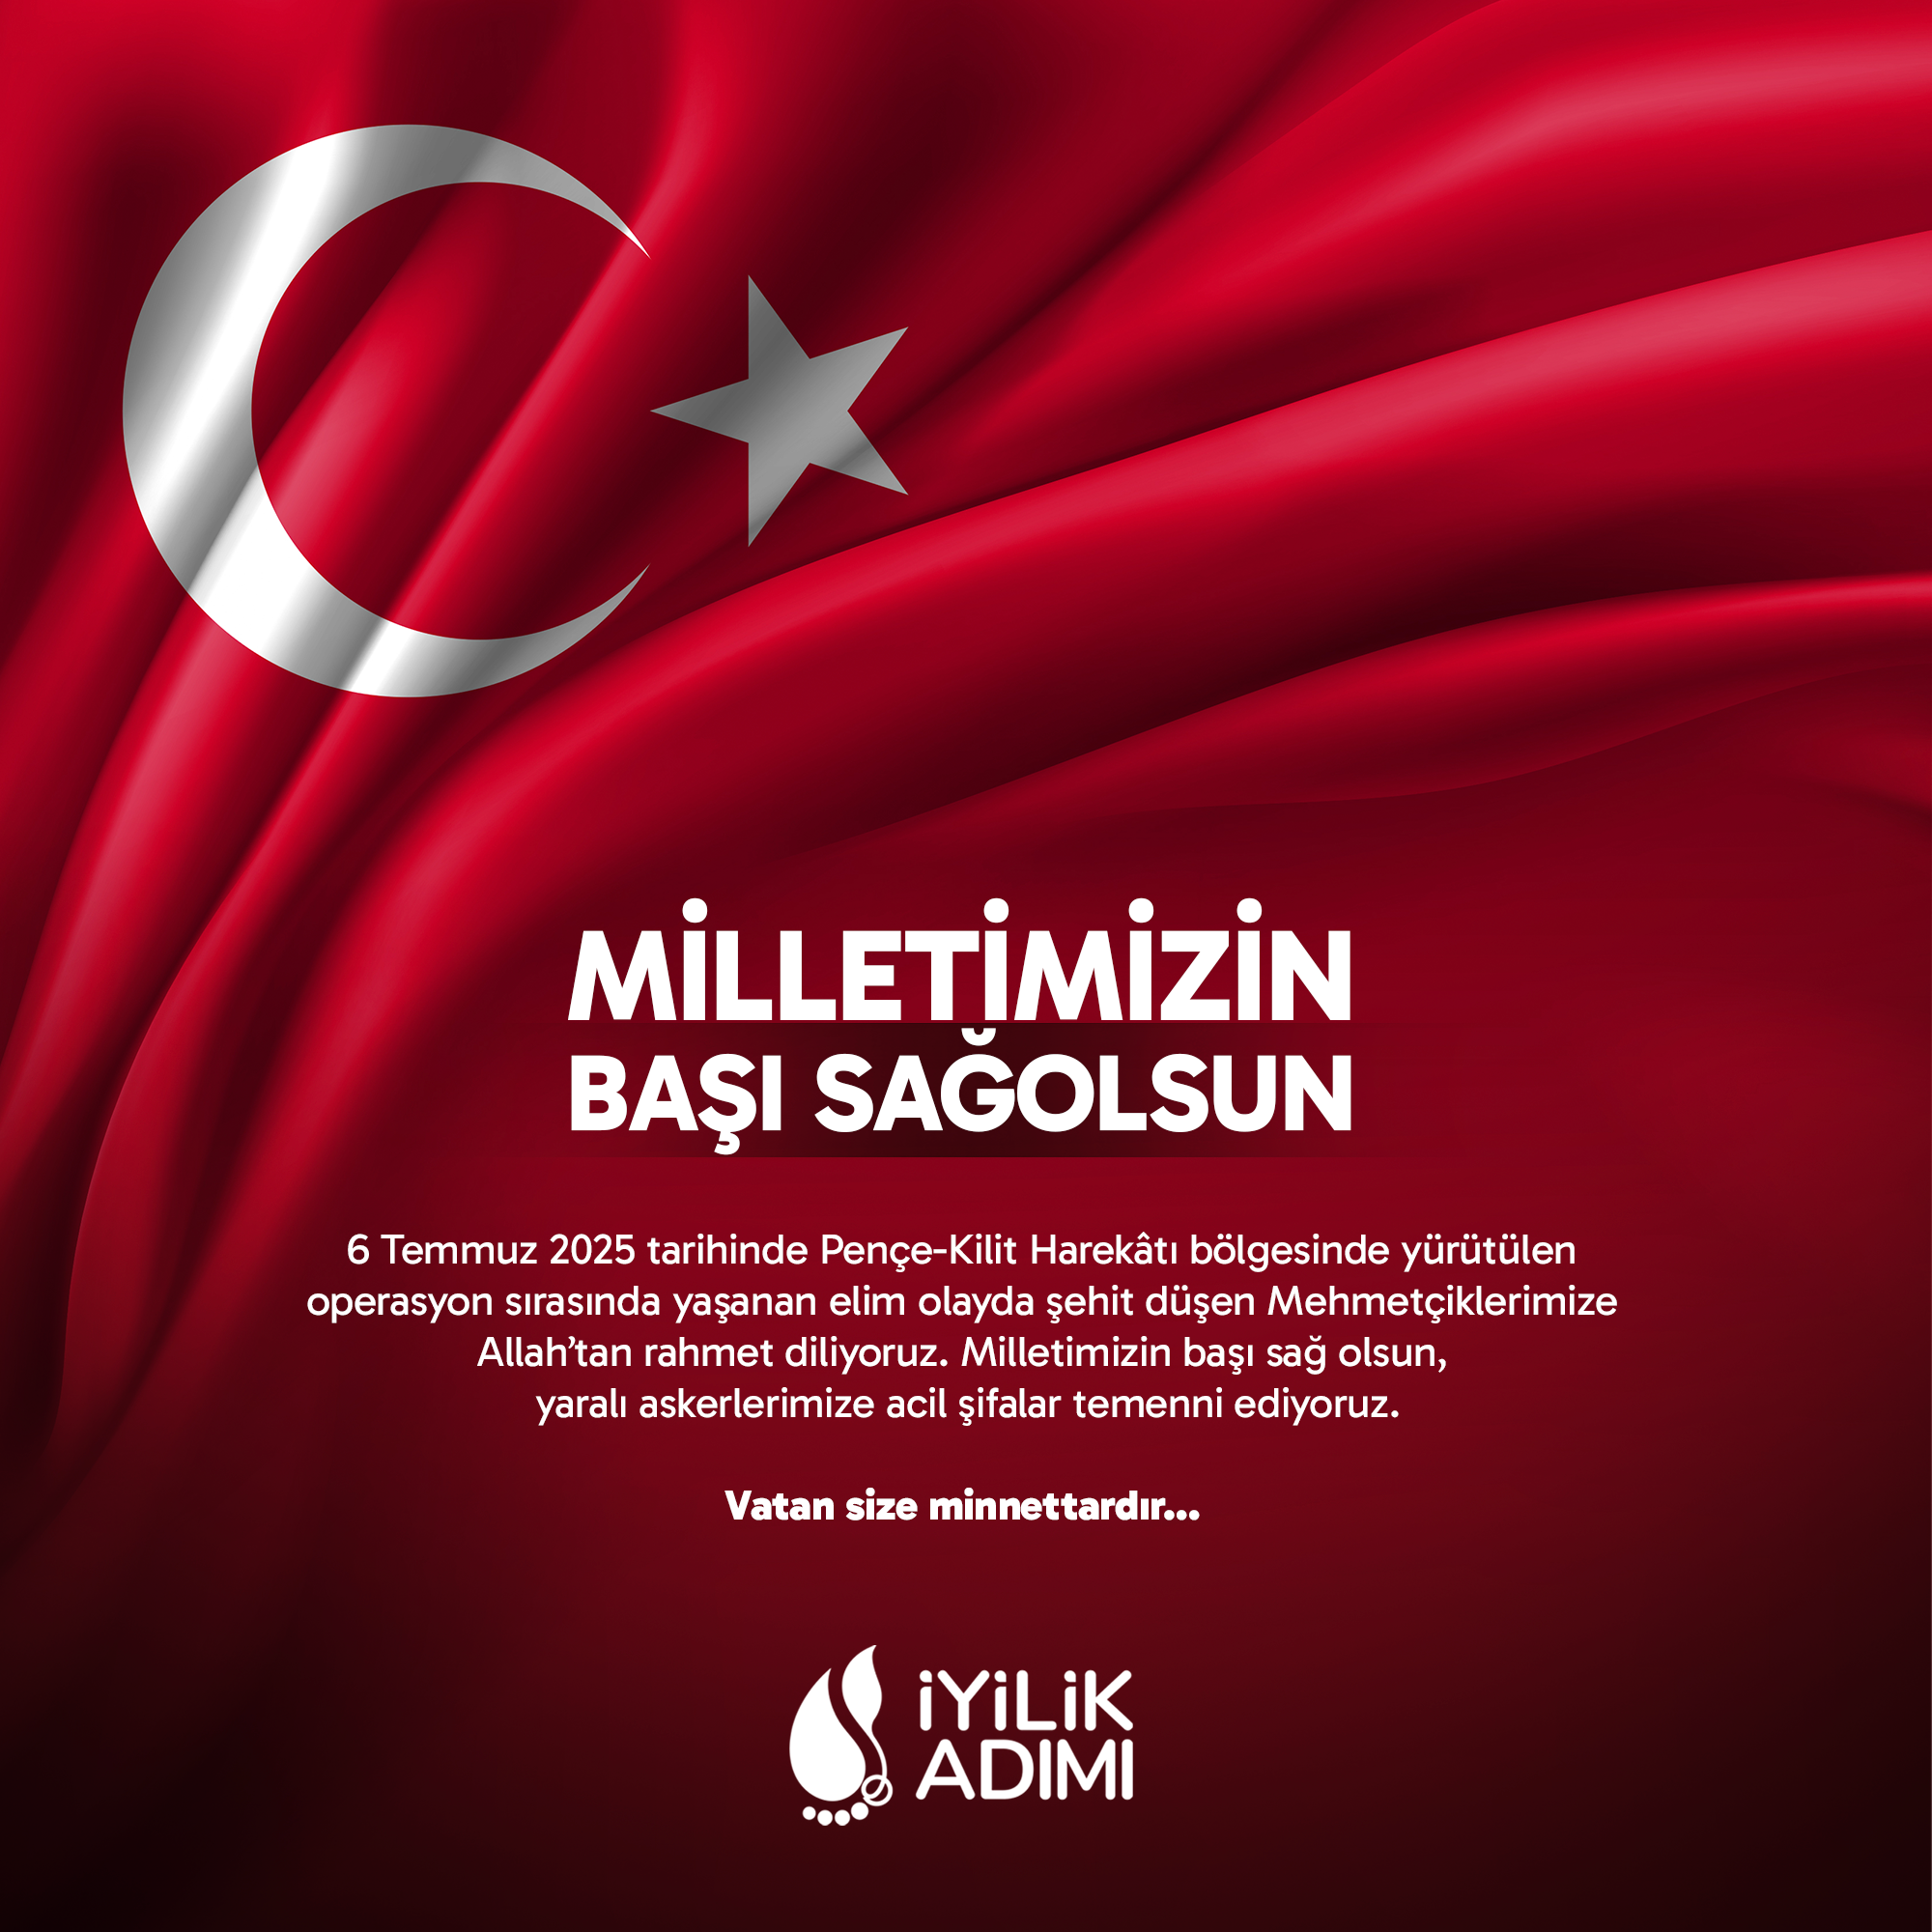 MİLLETİMİZİN
BAŞI SAĞOLSUN
6 Temmuz 2025 tarihinde Pençe-Kilit Harekâtı bölgesinde yürütülen
operasyon sırasında yaşanan elim olayda şehit düşen Mehmetçiklerimize
Allah’tan rahmet diliyoruz. Milletimizin başı sağ olsun,
yaralı askerlerimize acil şifalar temenni ediyoruz.
Vatan size minnettardır...
İYİLİK
ADIMI